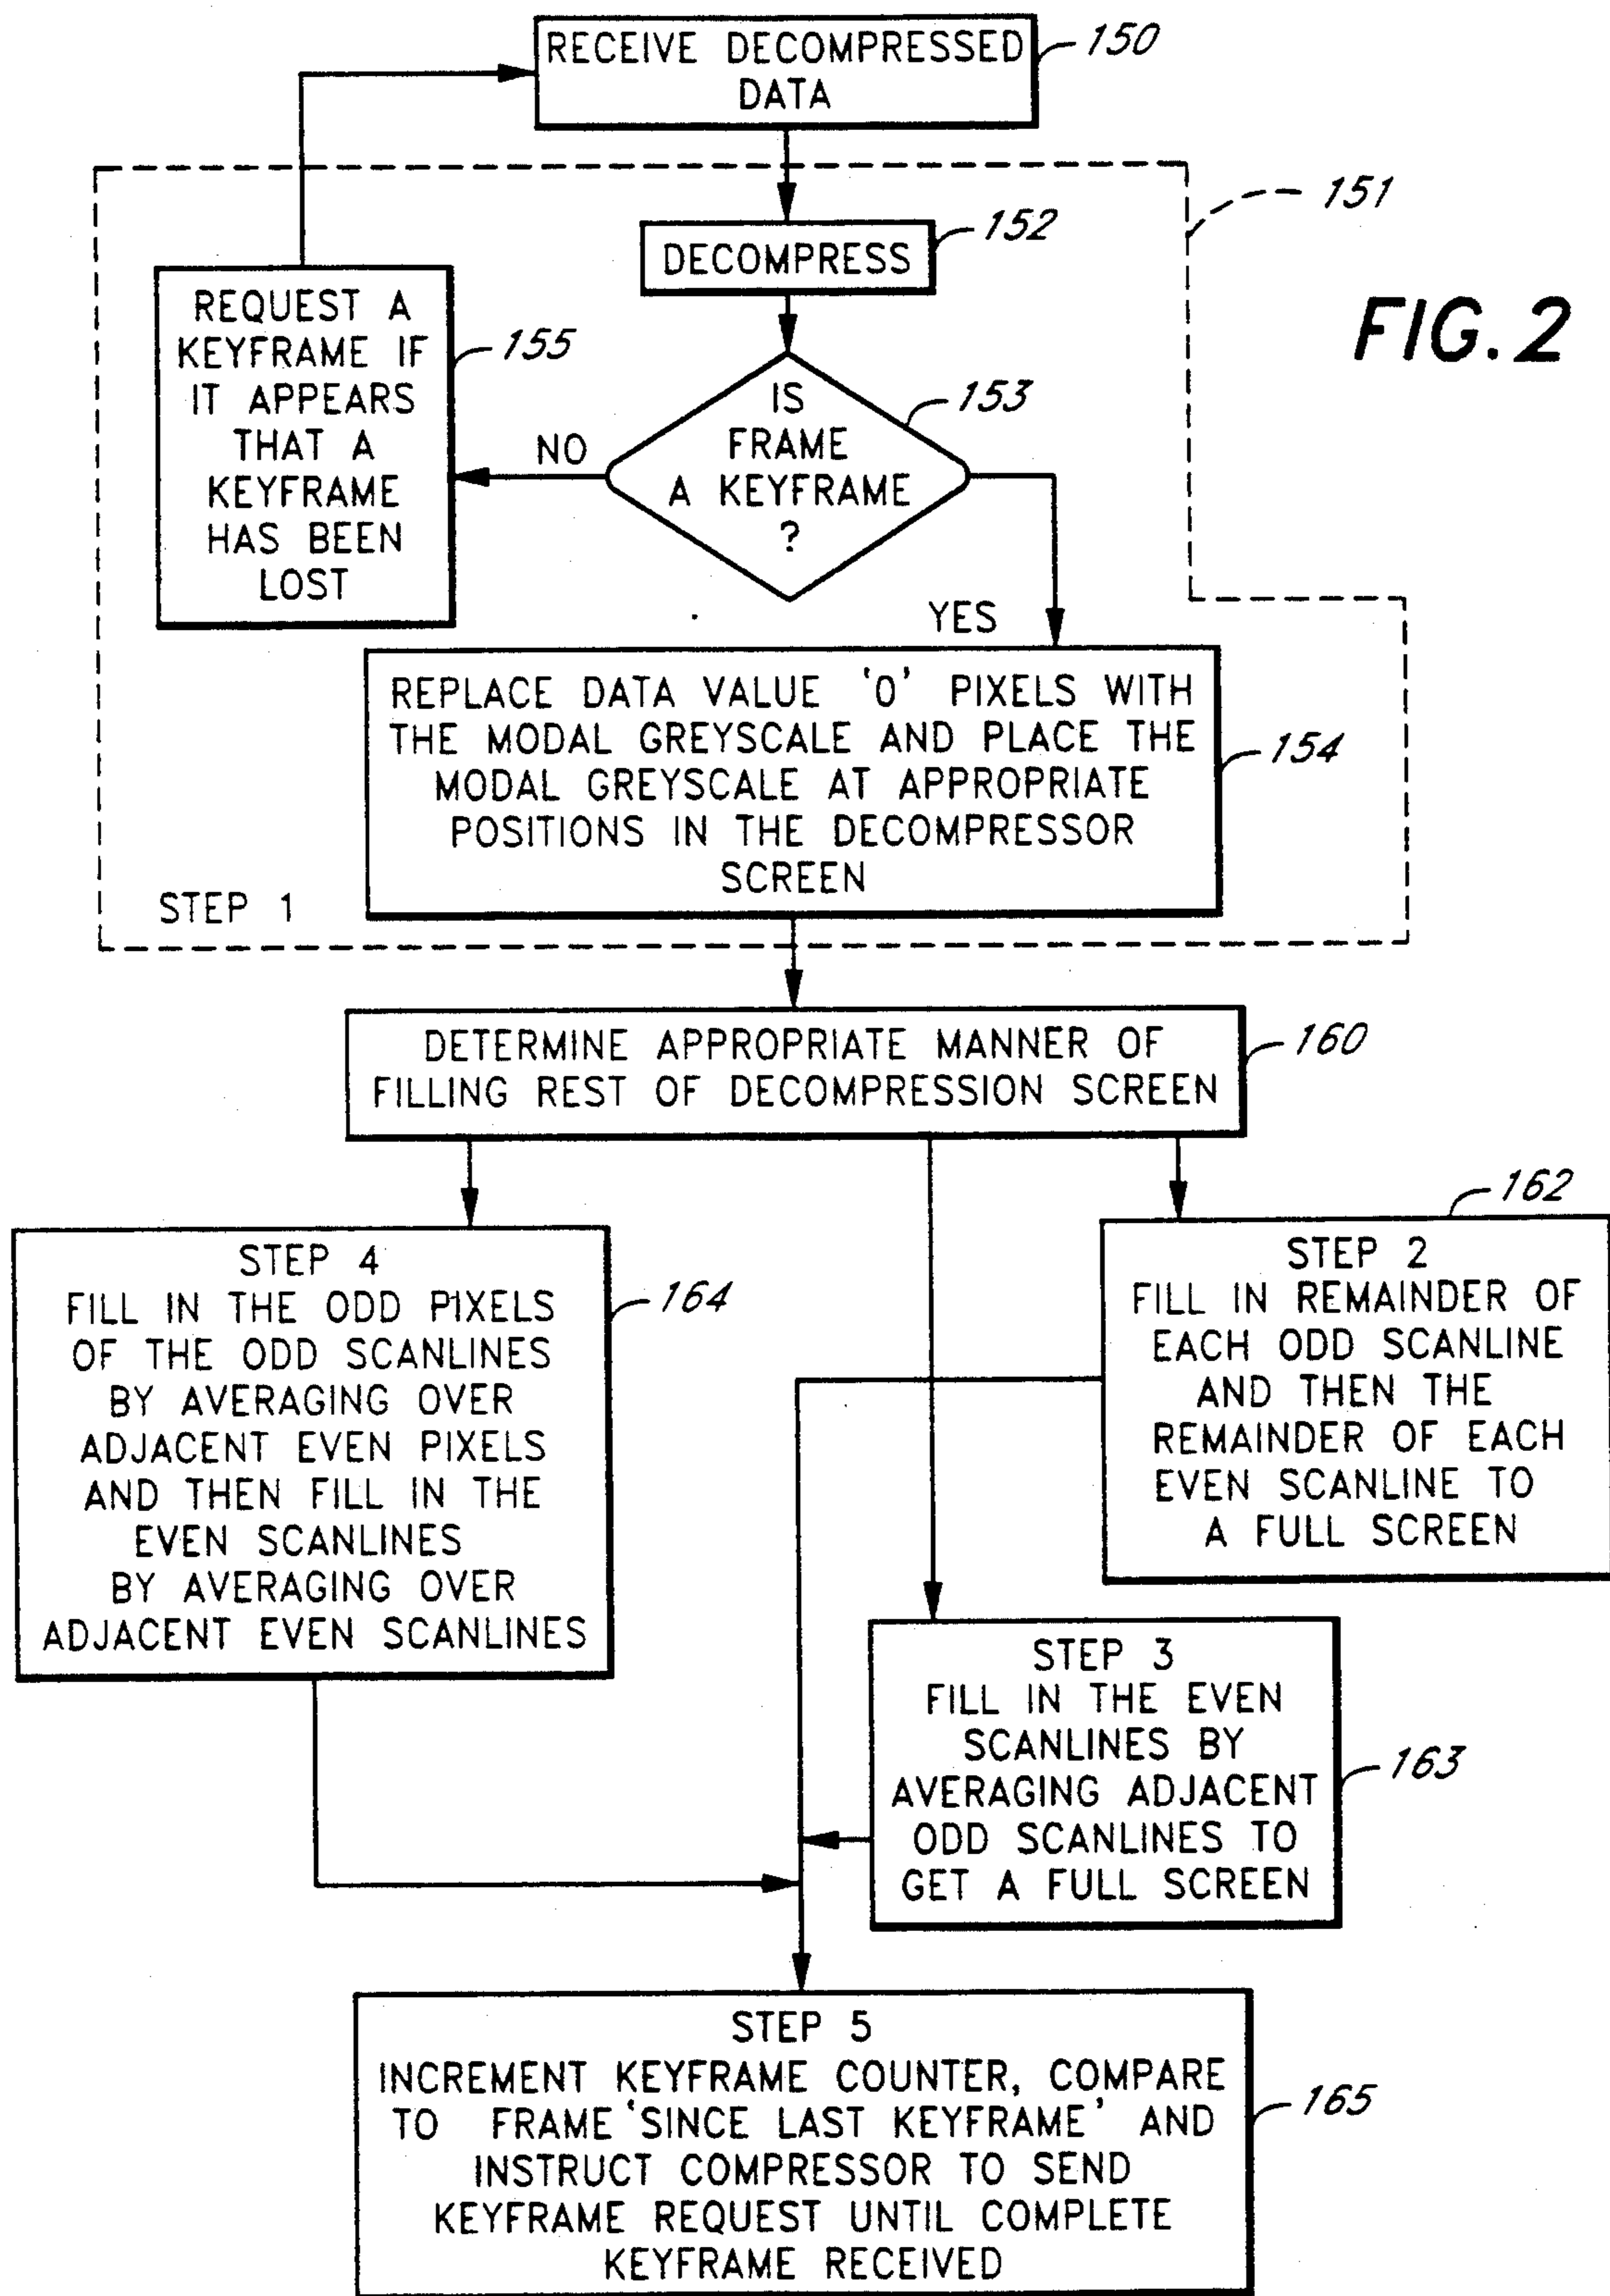 RECEIVE DECOMPRESSED
DATA
150
151
DECOMPRESS
152
FIG. 2
REQUEST A
KEYFRAME IF
IT APPEARS
THAT A
KEYFRAME
HAS BEEN
LOST
155
NO
IS
FRAME
A KEYFRAME
?
153
YES
REPLACE DATA VALUE '0' PIXELS WITH
THE MODAL GREYSCALE AND PLACE THE
MODAL GREYSCALE AT APPROPRIATE
POSITIONS IN THE DECOMPRESSOR
SCREEN
154
STEP 1
DETERMINE APPROPRIATE MANNER OF
FILLING REST OF DECOMPRESSION SCREEN
160
STEP 4
FILL IN THE ODD PIXELS
OF THE ODD SCANLINES
BY AVERAGING OVER
ADJACENT EVEN PIXELS
AND THEN FILL IN THE
EVEN SCANLINES
BY AVERAGING OVER
ADJACENT EVEN SCANLINES
164
162
STEP 2
FILL IN REMAINDER OF
EACH ODD SCANLINE
AND THEN THE
REMAINDER OF EACH
EVEN SCANLINE TO
A FULL SCREEN
STEP 3
FILL IN THE EVEN
SCANLINES BY
AVERAGING ADJACENT
ODD SCANLINES TO
GET A FULL SCREEN
163
STEP 5
INCREMENT KEYFRAME COUNTER, COMPARE
TO FRAME 'SINCE LAST KEYFRAME' AND
INSTRUCT COMPRESSOR TO SEND
KEYFRAME REQUEST UNTIL COMPLETE
KEYFRAME RECEIVED
165